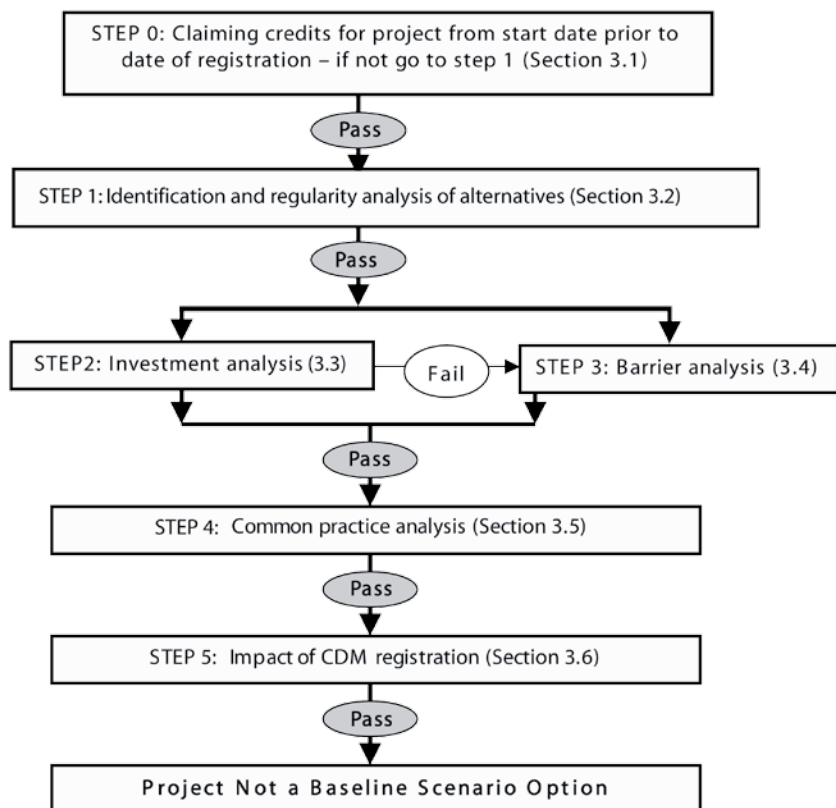 STEP 0: Claiming credits for project from start date prior to
date of registration – if not go to step 1 (Section 3.1)
Pass
STEP 1: Identification and regularity analysis of alternatives (Section 3.2)
Pass
STEP2: Investment analysis (3.3)
Fail
STEP 3: Barrier analysis (3.4)
Pass
STEP 4: Common practice analysis (Section 3.5)
Pass
STEP 5: Impact of CDM registration (Section 3.6)
Pass
Project Not a Baseline Scenario Option